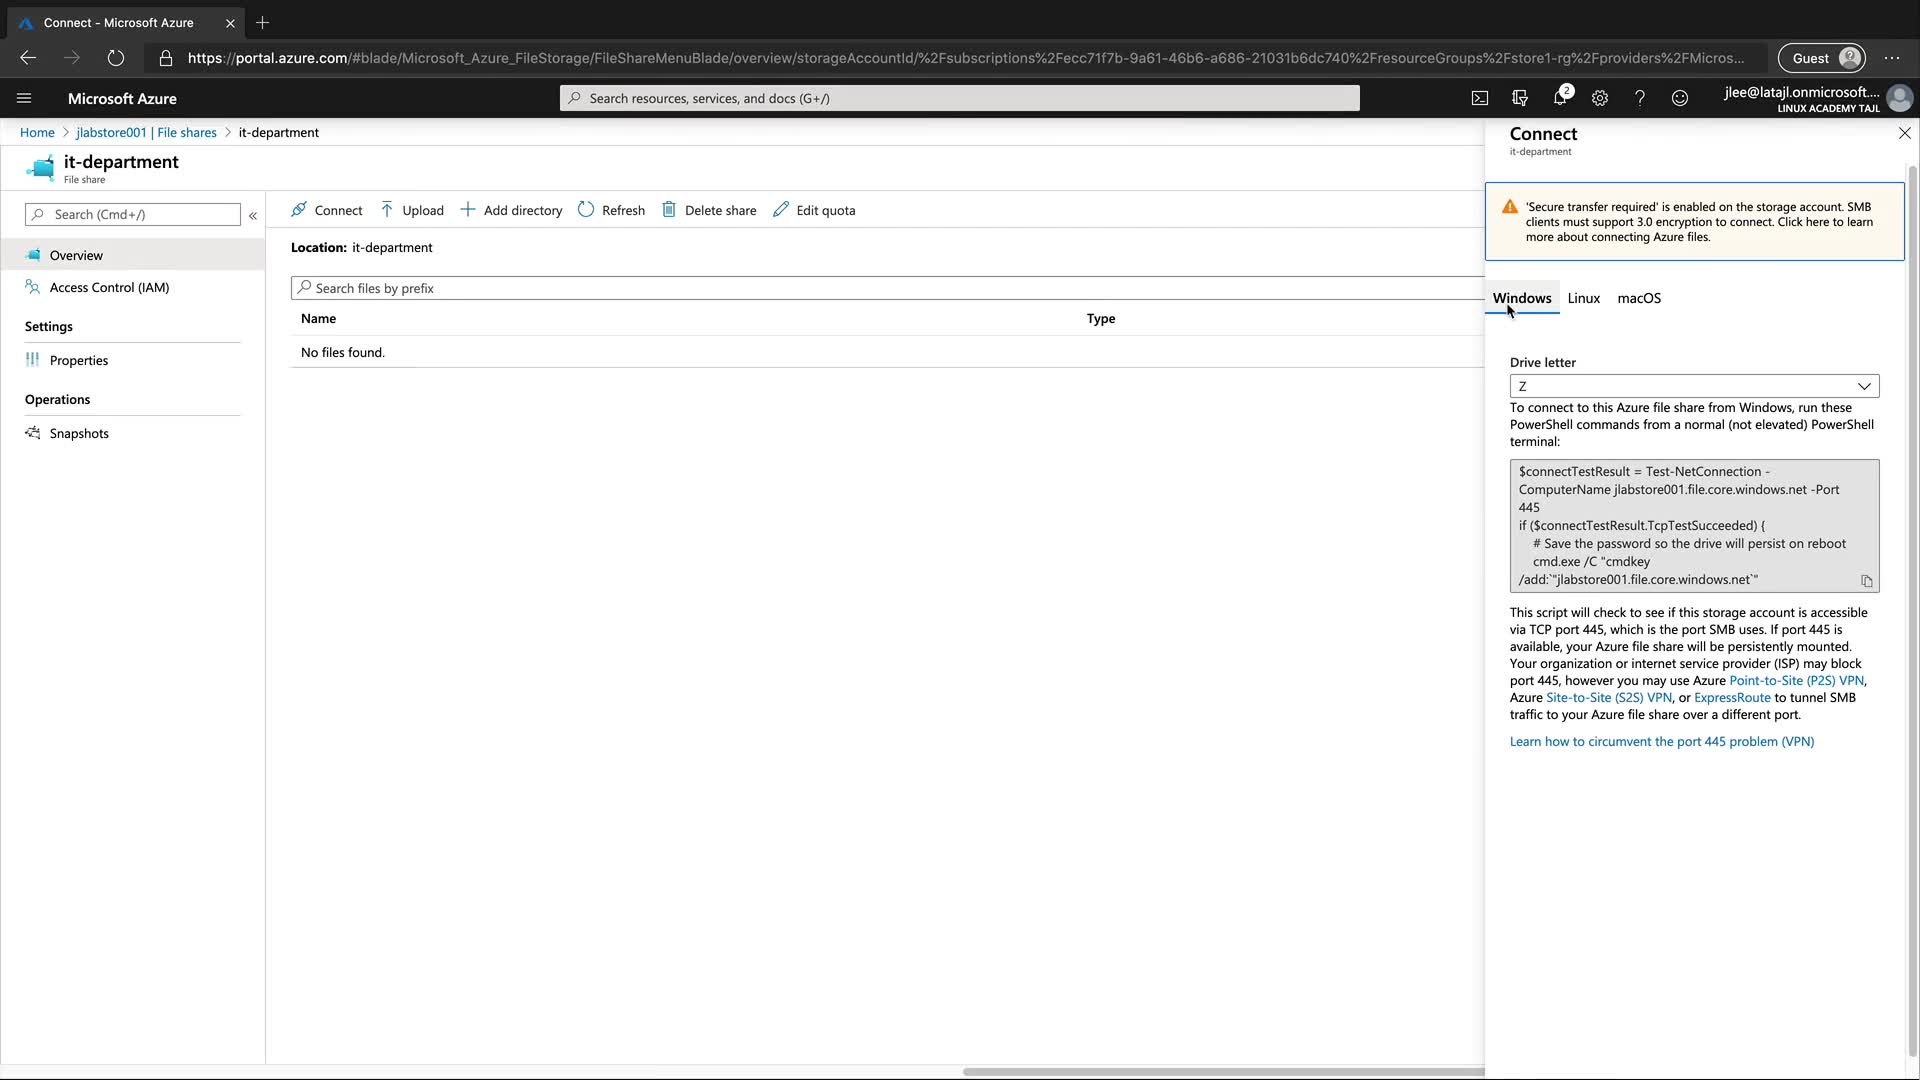 Connect - Microsoft Azure
https://portal.azure.com/#blade/Microsoft_Azure_FileStorage/FileShareMenuBlade/overview/storageAccountId/%2Fsubscriptions%2Fecc71f7b-9a61-46b6-a686-21031b6dc740%2FresourceGroups%2Fstore1-rg%2Fproviders%2FMicros...
Guest
Microsoft Azure
Search resources, services, and docs (G+/)
2
jlee@latajl.onmicrosoft....
LINUX ACADEMY TAJL
Home > jlabstore001 | File shares > it-department
it-department
File share
Search (Cmd+/)
«
Overview
Access Control (IAM)
Settings
Properties
Operations
Snapshots
Connect
Upload
Add directory
Refresh
Delete share
Edit quota
Location: it-department
Search files by prefix
Name
Type
No files found.
Connect
it-department
'Secure transfer required' is enabled on the storage account. SMB
clients must support 3.0 encryption to connect. Click here to learn
more about connecting Azure files.
Windows
Linux
macOS
Drive letter
Z
To connect to this Azure file share from Windows, run these
PowerShell commands from a normal (not elevated) PowerShell
terminal:
$connectTestResult = Test-NetConnection -
ComputerName jlabstore001.file.core.windows.net -Port
445
if ($connectTestResult.TcpTestSucceeded) {
# Save the password so the drive will persist on reboot
cmd.exe /C "cmdkey
/add:`"jlabstore001.file.core.windows.net`"
This script will check to see if this storage account is accessible
via TCP port 445, which is the port SMB uses. If port 445 is
available, your Azure file share will be persistently mounted.
Your organization or internet service provider (ISP) may block
port 445, however you may use Azure Point-to-Site (P2S) VPN,
Azure Site-to-Site (S2S) VPN, or ExpressRoute to tunnel SMB
traffic to your Azure file share over a different port.
Learn how to circumvent the port 445 problem (VPN)